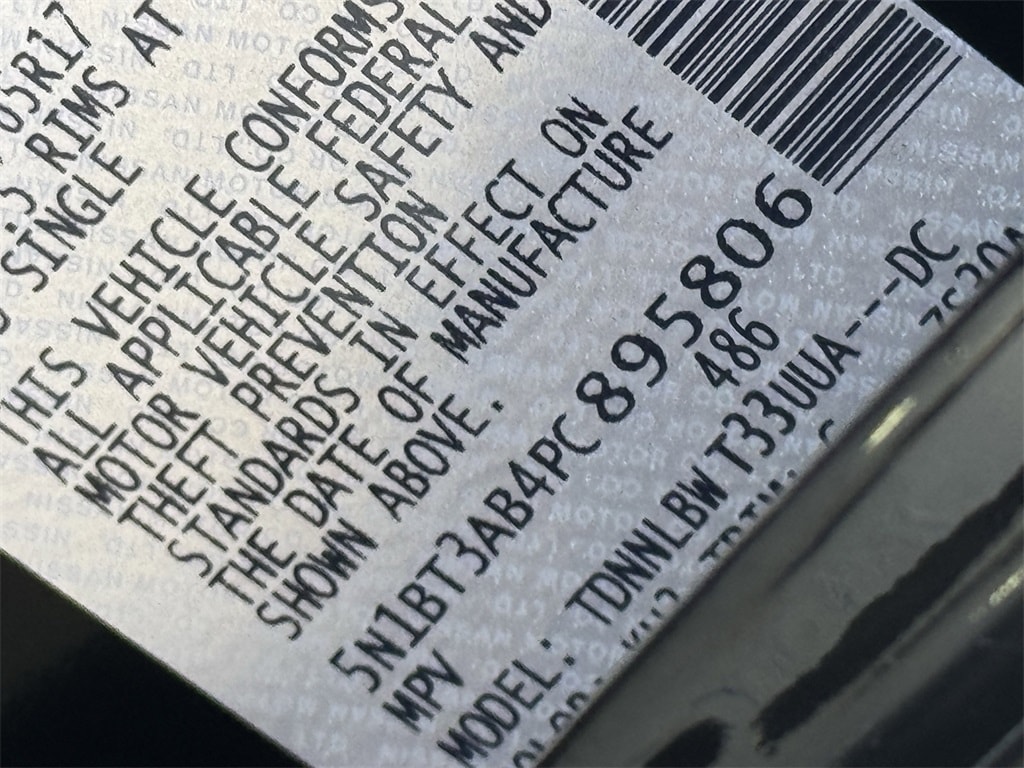 05R17
RIMS AT
SINGLE
THIS VEHICLE CONFORMS
ALL APPLICABLE FEDERAL
MOTOR VEHICLE SAFETY AND
THEFT PREVENTION
STANDARDS IN EFFECT ON
THE DATE OF MANUFACTURE
SHOWN ABOVE.
5N1BT3AB4PC895806
MPV 486
MODEL: TDNNLBWT33UUA---DC